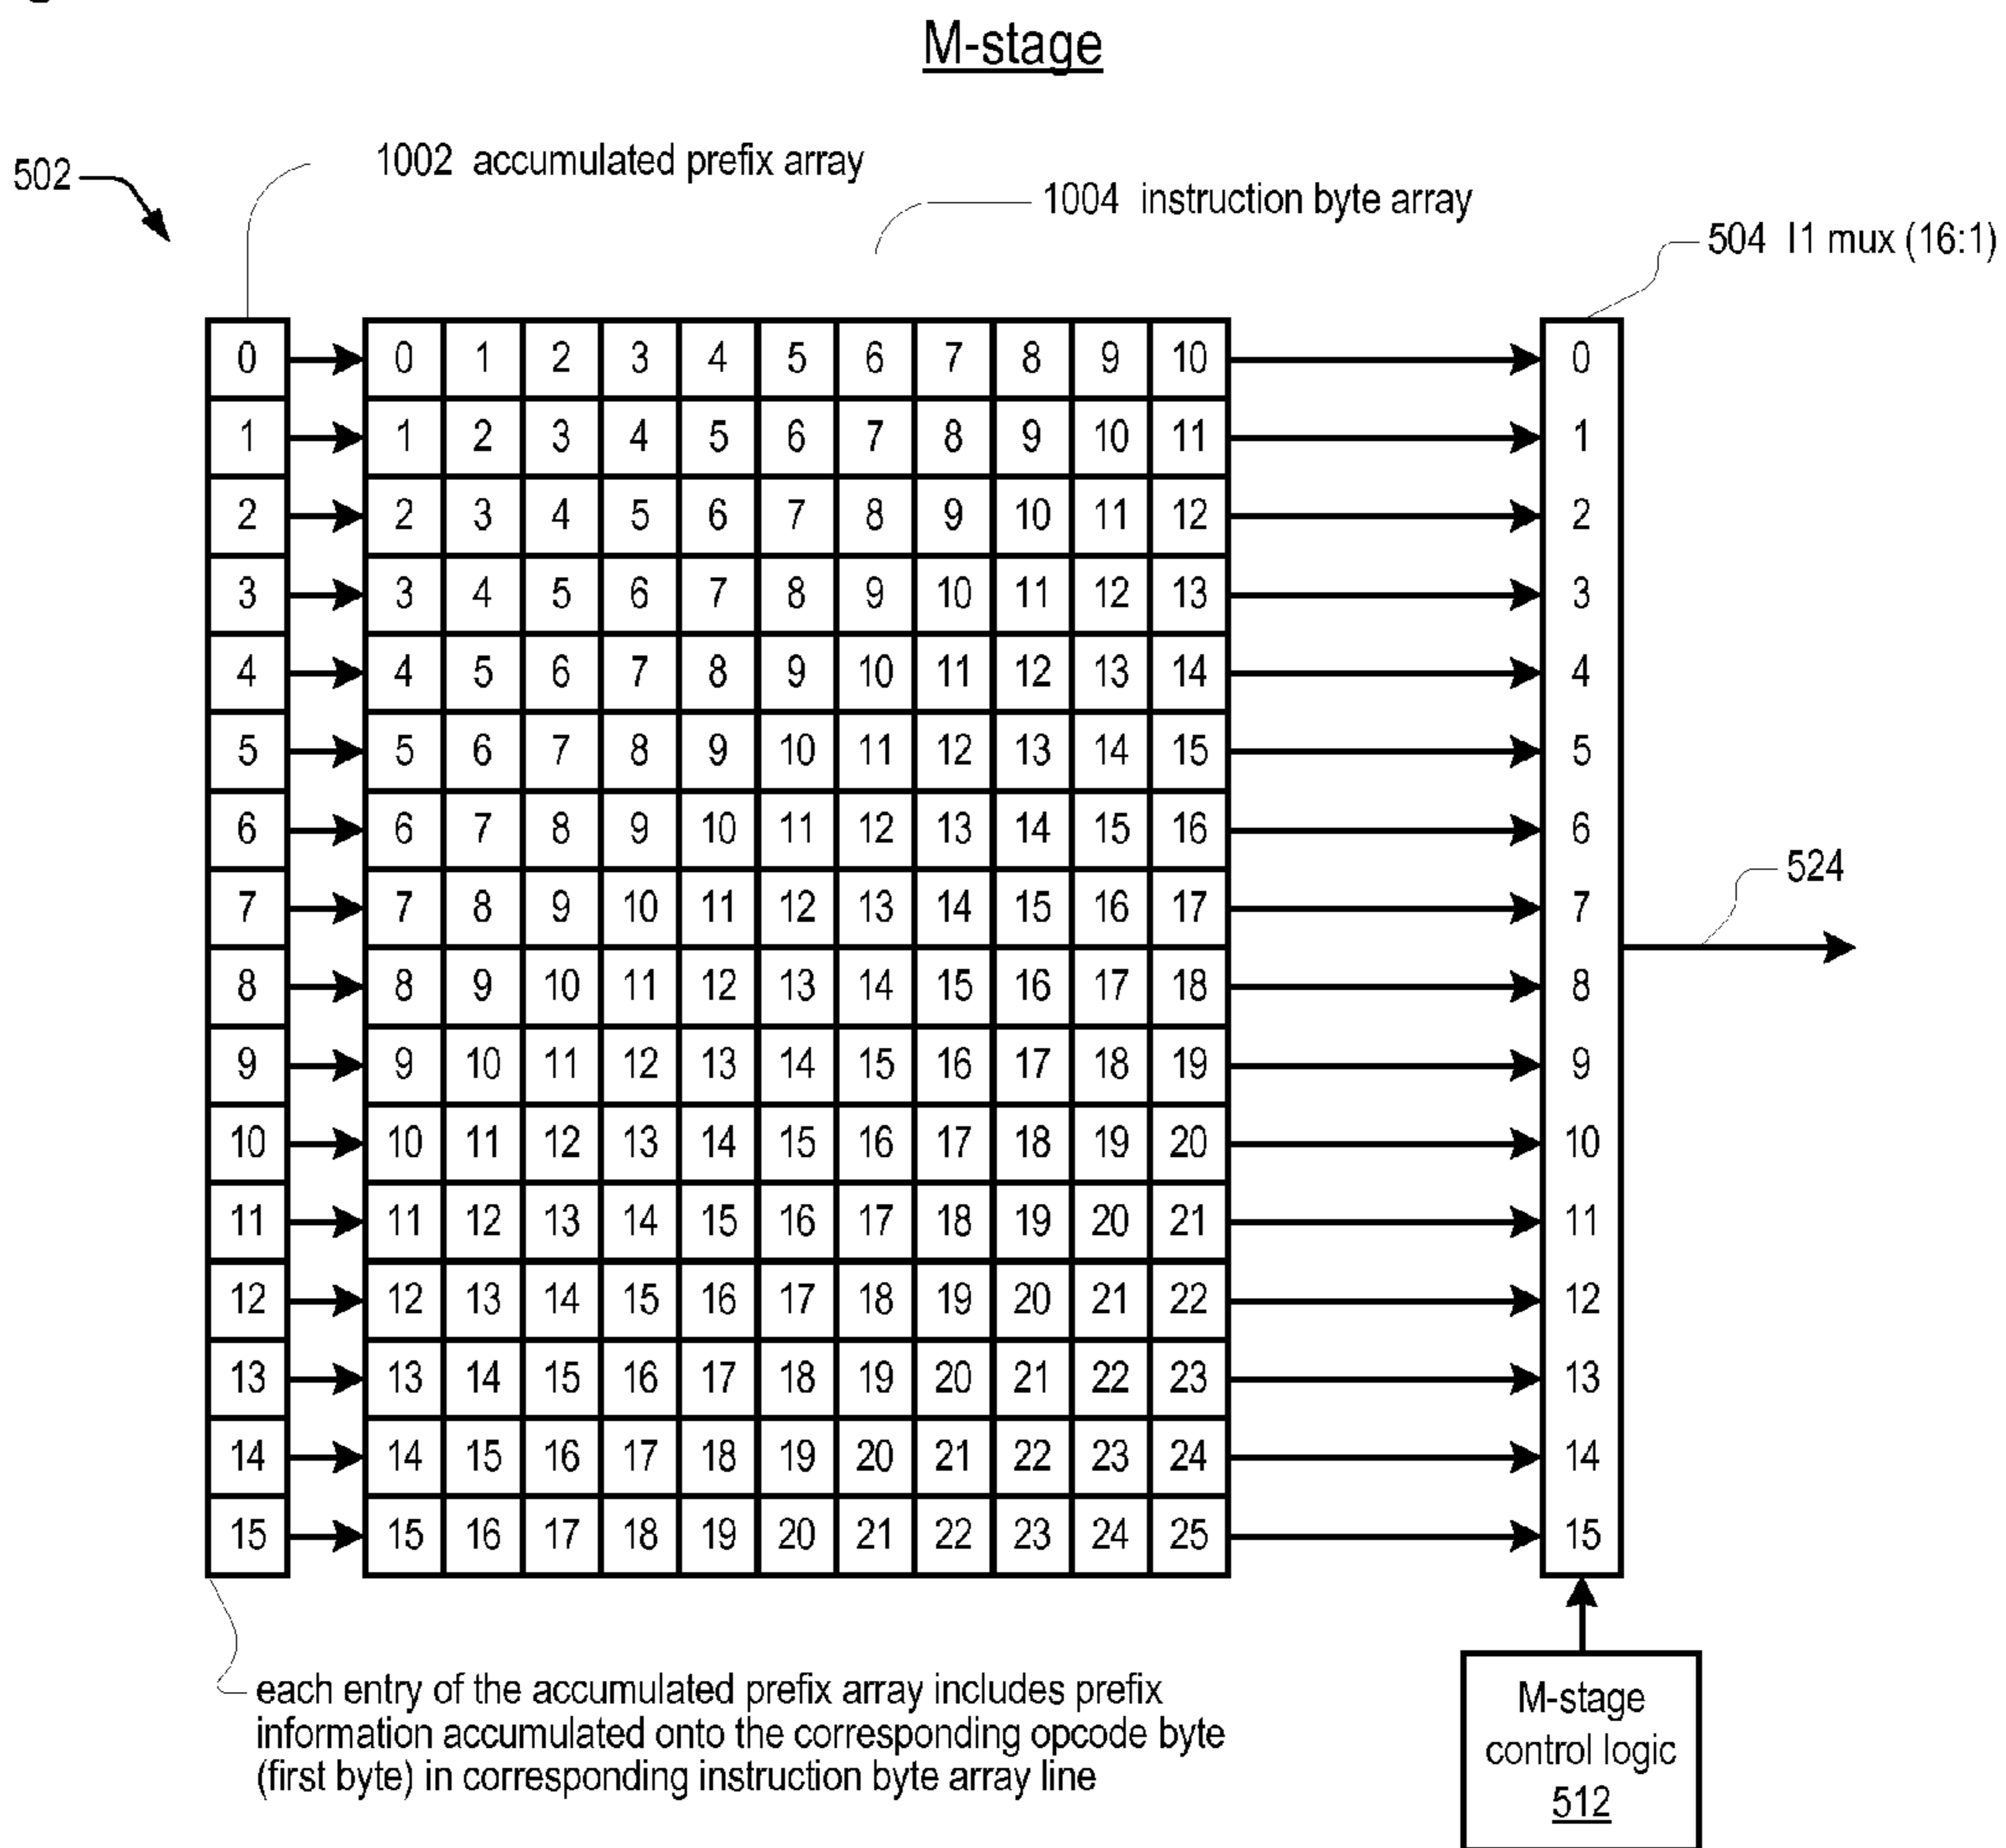 M-stage
1002 accumulated prefix array
502
1004 instruction byte array
504 I1 mux (16:1)
0 0 1 2 3 4 5 6 7 8 9 10 0
1 1 2 3 4 5 6 7 8 9 10 11 1
2 2 3 4 5 6 7 8 9 10 11 12 2
3 3 4 5 6 7 8 9 10 11 12 13 3
4 4 5 6 7 8 9 10 11 12 13 14 4
5 5 6 7 8 9 10 11 12 13 14 15 5
6 6 7 8 9 10 11 12 13 14 15 16 6
524
7 7 8 9 10 11 12 13 14 15 16 17 7
8 8 9 10 11 12 13 14 15 16 17 18 8
9 9 10 11 12 13 14 15 16 17 18 19 9
10 10 11 12 13 14 15 16 17 18 19 20 10
11 11 12 13 14 15 16 17 18 19 20 21 11
12 12 13 14 15 16 17 18 19 20 21 22 12
13 13 14 15 16 17 18 19 20 21 22 23 13
14 14 15 16 17 18 19 20 21 22 23 24 14
15 15 16 17 18 19 20 21 22 23 24 25 15
each entry of the accumulated prefix array includes prefix
information accumulated onto the corresponding opcode byte
(first byte) in corresponding instruction byte array line
M-stage
control logic
512